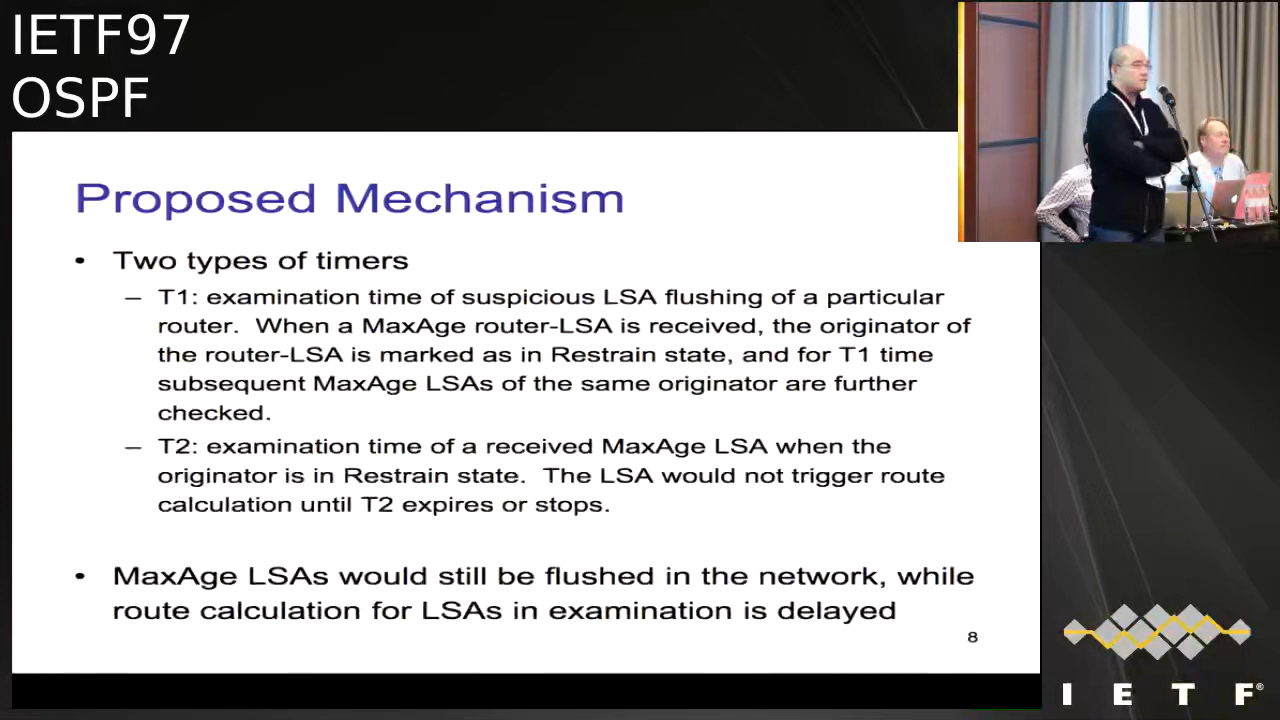 IETF97
OSPF
Proposed Mechanism
• Two types of timers
– T1: examination time of suspicious LSA flushing of a particular
router. When a MaxAge router-LSA is received, the originator of
the router-LSA is marked as in Restrain state, and for T1 time
subsequent MaxAge LSAs of the same originator are further
checked.
– T2: examination time of a received MaxAge LSA when the
originator is in Restrain state. The LSA would not trigger route
calculation until T2 expires or stops.
• MaxAge LSAs would still be flushed in the network, while
route calculation for LSAs in examination is delayed
8
I E T F®